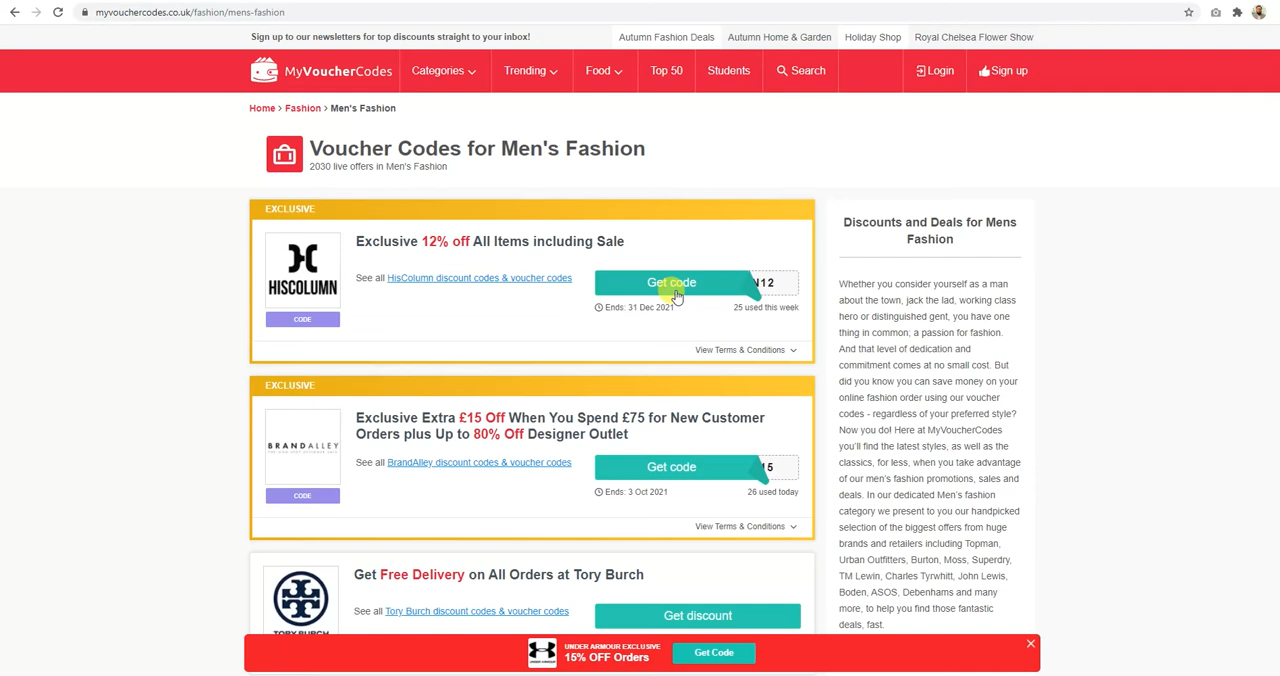 myvouchercodes.co.uk/fashion/mens-fashion
Sign up to our newsletters for top discounts straight to your inbox!
Autumn Fashion Deals
Autumn Home & Garden
Holiday Shop
Royal Chelsea Flower Show
MyVoucherCodes
Categories
Trending
Food
Top 50
Students
Search
Login
Sign up
Home > Fashion > Men's Fashion
Voucher Codes for Men's Fashion
2030 live offers in Men's Fashion
EXCLUSIVE
HISCOLUMN
CODE
Exclusive 12% off All Items including Sale
See all HisColumn discount codes & voucher codes
Get code
12
Ends: 31 Dec 2021
25 used this week
View Terms & Conditions
EXCLUSIVE
BRANDALLEY
CODE
Exclusive Extra £15 Off When You Spend £75 for New Customer
Orders plus Up to 80% Off Designer Outlet
See all BrandAlley discount codes & voucher codes
Get code
15
Ends: 3 Oct 2021
26 used today
View Terms & Conditions
TORY BURCH
Get Free Delivery on All Orders at Tory Burch
See all Tory Burch discount codes & voucher codes
Get discount
Discounts and Deals for Mens
Fashion
Whether you consider yourself as a man
about the town, jack the lad, working class
hero or distinguished gent, you have one
thing in common; a passion for fashion.
And that level of dedication and
commitment comes at no small cost. But
did you know you can save money on your
online fashion order using our voucher
codes - regardless of your preferred style?
Now you do! Here at MyVoucherCodes
you'll find the latest styles, as well as the
classics, for less, when you take advantage
of our men's fashion promotions, sales and
deals. In our dedicated Men's fashion
category we present to you our handpicked
selection of the biggest offers from huge
brands and retailers including Topman,
Urban Outfitters, Burton, Moss, Superdry,
TM Lewin, Charles Tyrwhitt, John Lewis,
Boden, ASOS, Debenhams and many
more, to help you find those fantastic
deals, fast.
UNDER ARMOUR EXCLUSIVE
15% OFF Orders
Get Code